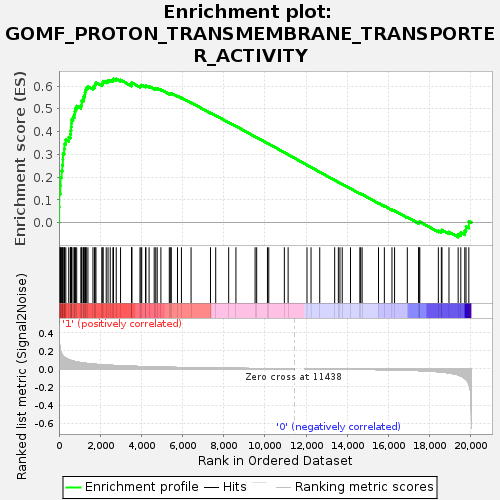 Enrichment plot:
GOMF_PROTON_TRANSMEMBRANE_TRANSPORTE
R_ACTIVITY
Enrichment score (ES)
0.6
0.5
0.4
0.3
0.2
0.1
0.0
'1' (positively correlated)
Ranked list metric (Signal2Noise)
0.4
0.2
0.0
-0.2
-0.4
-0.6
Zero cross at 11438
'0' (negatively correlated)
0
2,000
4,000
6,000
8,000
10,000
12,000
14,000
16,000
18,000
20,000
Rank in Ordered Dataset
Enrichment profile
Hits
Ranking metric scores